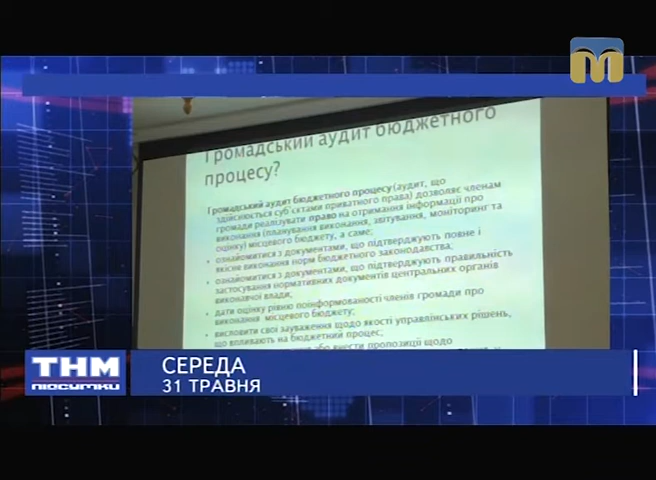 М
Громадський аудит бюджетного
процесу?
Громадський аудит бюджетного процесу (аудит, що
здійснюється суб'єктами приватного права) дозволяє членам
громади реалізувати право на отримання інформації про
виконання (планування виконання, звітування, моніторинг та
оцінку) місцевого бюджету, а саме:
• ознайомитися з документами, що підтверджують повне і
якісне виконання норм бюджетного законодавства;
• ознайомитися з документами, що підтверджують правильність
застосування нормативних документів центральних органів
виконавчої влади;
• дати оцінку рівню поінформованості членів громади про
виконання місцевого бюджету;
• висловити свої зауваження щодо якості управлінських рішень,
що впливають на бюджетний процес;
або внести пропозиції щодо
ТНМ
підсумки
СЕРЕДА
31 ТРАВНЯ